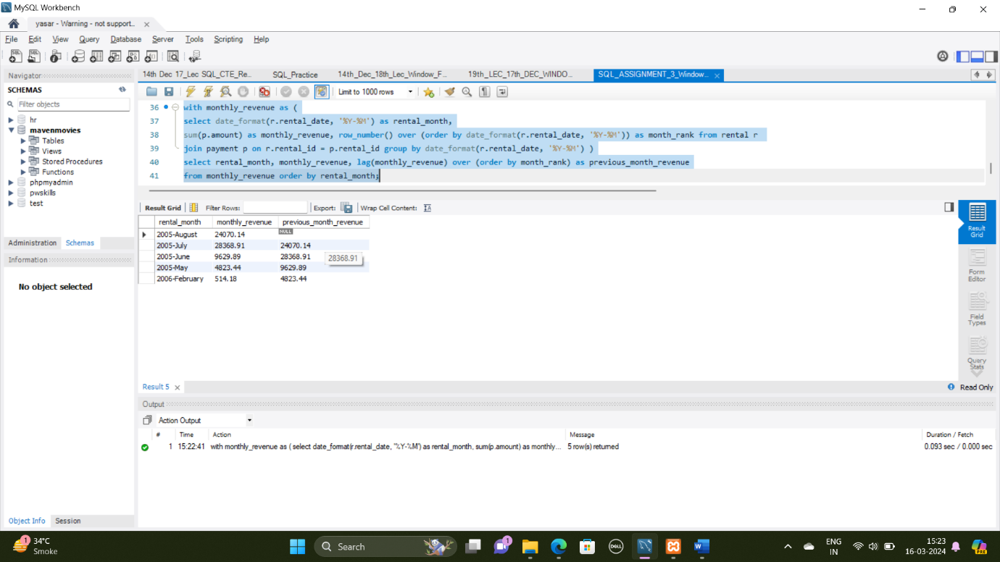 MySQL Workbench
yasar - Warning - not support..
File Edit View Query Database Server Tools Scripting Help
Navigator
14th Dec 17_Lec SQL_CTE_Re... SQL_Practice 14th_Dec_18th_Lec_Window_F... 19th_LEC_17th_DEC_WINDO... SQL_ASSIGNMENT_3_Window...
SCHEMAS
Limit to 1000 rows
Filter objects
hr
mavenmovies
Tables
Views
Stored Procedures
Functions
phpmyadmin
pwskills
test
36 with monthly_revenue as (
37 select date_format(r.rental_date, '%Y-%M') as rental_month,
38 sum(p.amount) as monthly_revenue, row_number() over (order by date_format(r.rental_date, '%Y-%M')) as month_rank from rental r
39 join payment p on r.rental_id = p.rental_id group by date_format(r.rental_date, '%Y-%M') )
40 select rental_month, monthly_revenue, lag(monthly_revenue) over (order by month_rank) as previous_month_revenue
41 from monthly_revenue order by rental_month;
Result Grid Filter Rows: Export: Wrap Cell Content:
rental_month monthly_revenue previous_month_revenue
2005-August 24070.14 NULL
2005-July 28368.91 24070.14
2005-June 9629.89 28368.91
28368.91
2005-May 4823.44 9629.89
2006-February 514.18 4823.44
Result Grid
Form Editor
Field Types
Query Stats
Administration Schemas
Information
No object selected
Result 5
Read Only
Output
Action Output
# Time Action Message Duration / Fetch
1 15:22:41 with monthly_revenue as ( select date_format(r.rental_date, '%Y-%M') as rental_month, sum(p.amount) as monthly... 5 row(s) returned 0.093 sec / 0.000 sec
Object Info Session
1
34°C
Smoke
Search
1
DELL
W
ENG
IN
15:23
16-03-2024
PRE